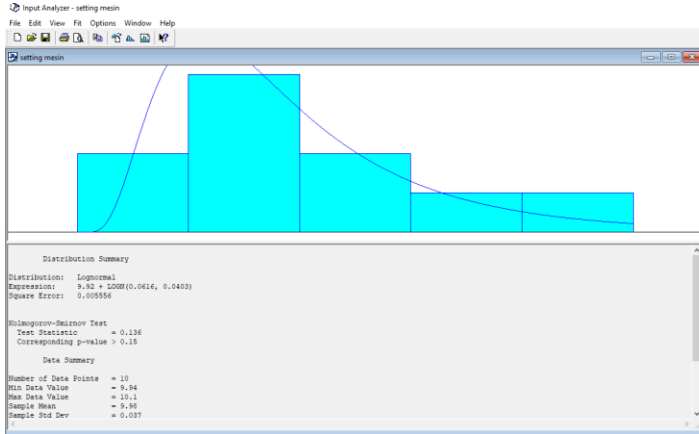 Input Analyzer - setting mesin
File Edit View Fit Options Window Help
setting mesin
Distribution Summary
Distribution: Lognormal
Expression: 9.92 + LOGN(0.0616, 0.0403)
Square Error: 0.005556
Kolmogorov-Smirnov Test
Test Statistic = 0.136
Corresponding p-value > 0.15
Data Summary
Number of Data Points = 10
Min Data Value = 9.94
Max Data Value = 10.1
Sample Mean = 9.98
Sample Std Dev = 0.037